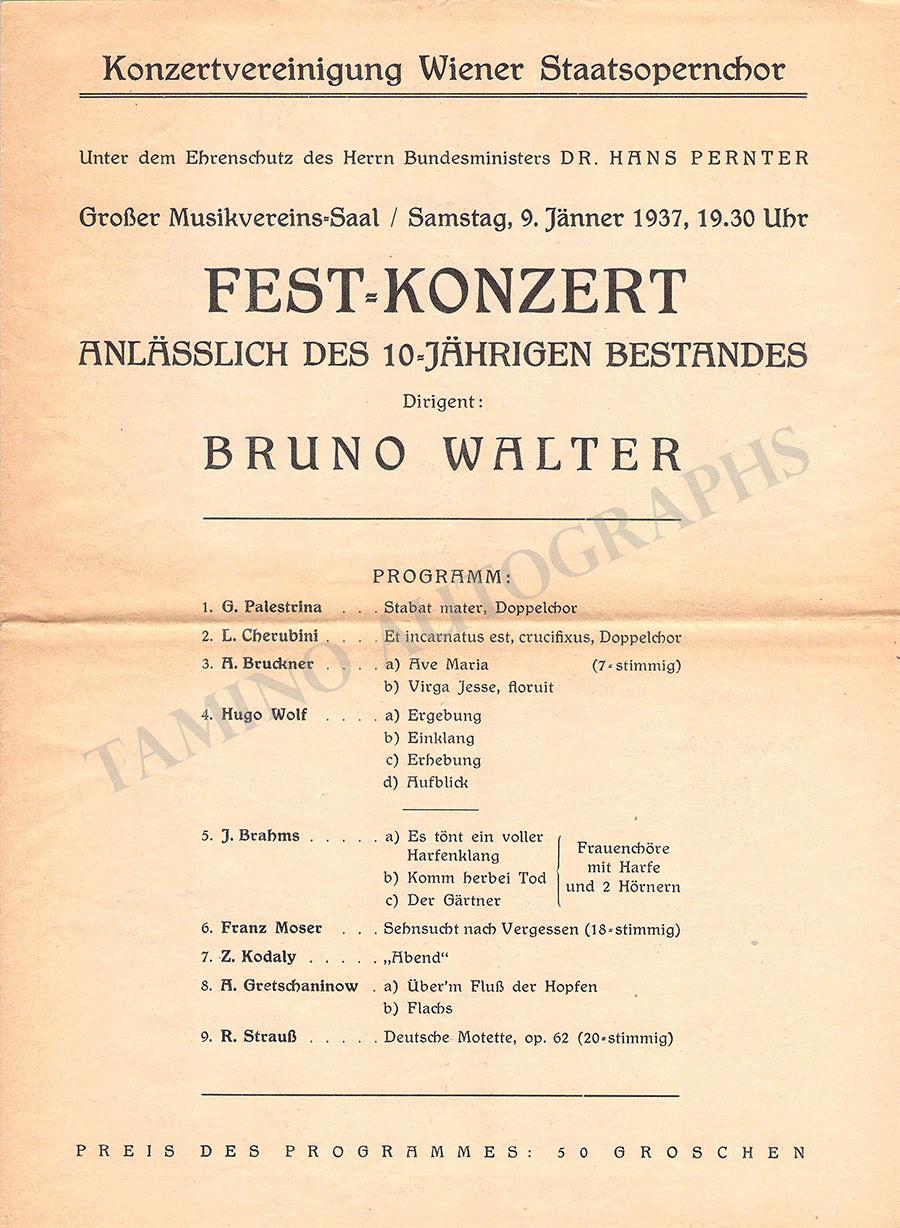 Konzertvereinigung Wiener Staatsopernchor
Unter dem Ehrenschutz des Herrn Bundesministers DR. HANS PERNTER
Großer Musikvereins=Saal / Samstag, 9. Jänner 1937, 19.30 Uhr
FEST=KONZERT
ANLÄSSLICH DES 10=JÄHRIGEN BESTANDES
Dirigent:
BRUNO WALTER
PROGRAMM:
1. G. Palestrina . . . Stabat mater, Doppelchor
2. L. Cherubini . . . . Et incarnatus est, crucifixus, Doppelchor
3. A. Bruckner . . . . a) Ave Maria (7=stimmig)
b) Virga Jesse, floruit
4. Hugo Wolf . . . . a) Ergebung
b) Einklang
c) Erhebung
d) Aufblick
5. J. Brahms . . . . . a) Es tönt ein voller
Harfenklang
b) Komm herbei Tod
c) Der Gärtner
Frauenchöre
mit Harfe
und 2 Hörnern
6. Franz Moser . . . Sehnsucht nach Vergessen (18=stimmig)
7. Z. Kodaly . . . . . „Abend“
8. A. Gretschaninow . a) Über'm Fluß der Hopfen
b) Flachs
9. R. Strauß . . . . . Deutsche Motette, op. 62 (20=stimmig)
PREIS DES PROGRAMMES: 50 GROSCHEN
TAMINO AUTOGRAPHS